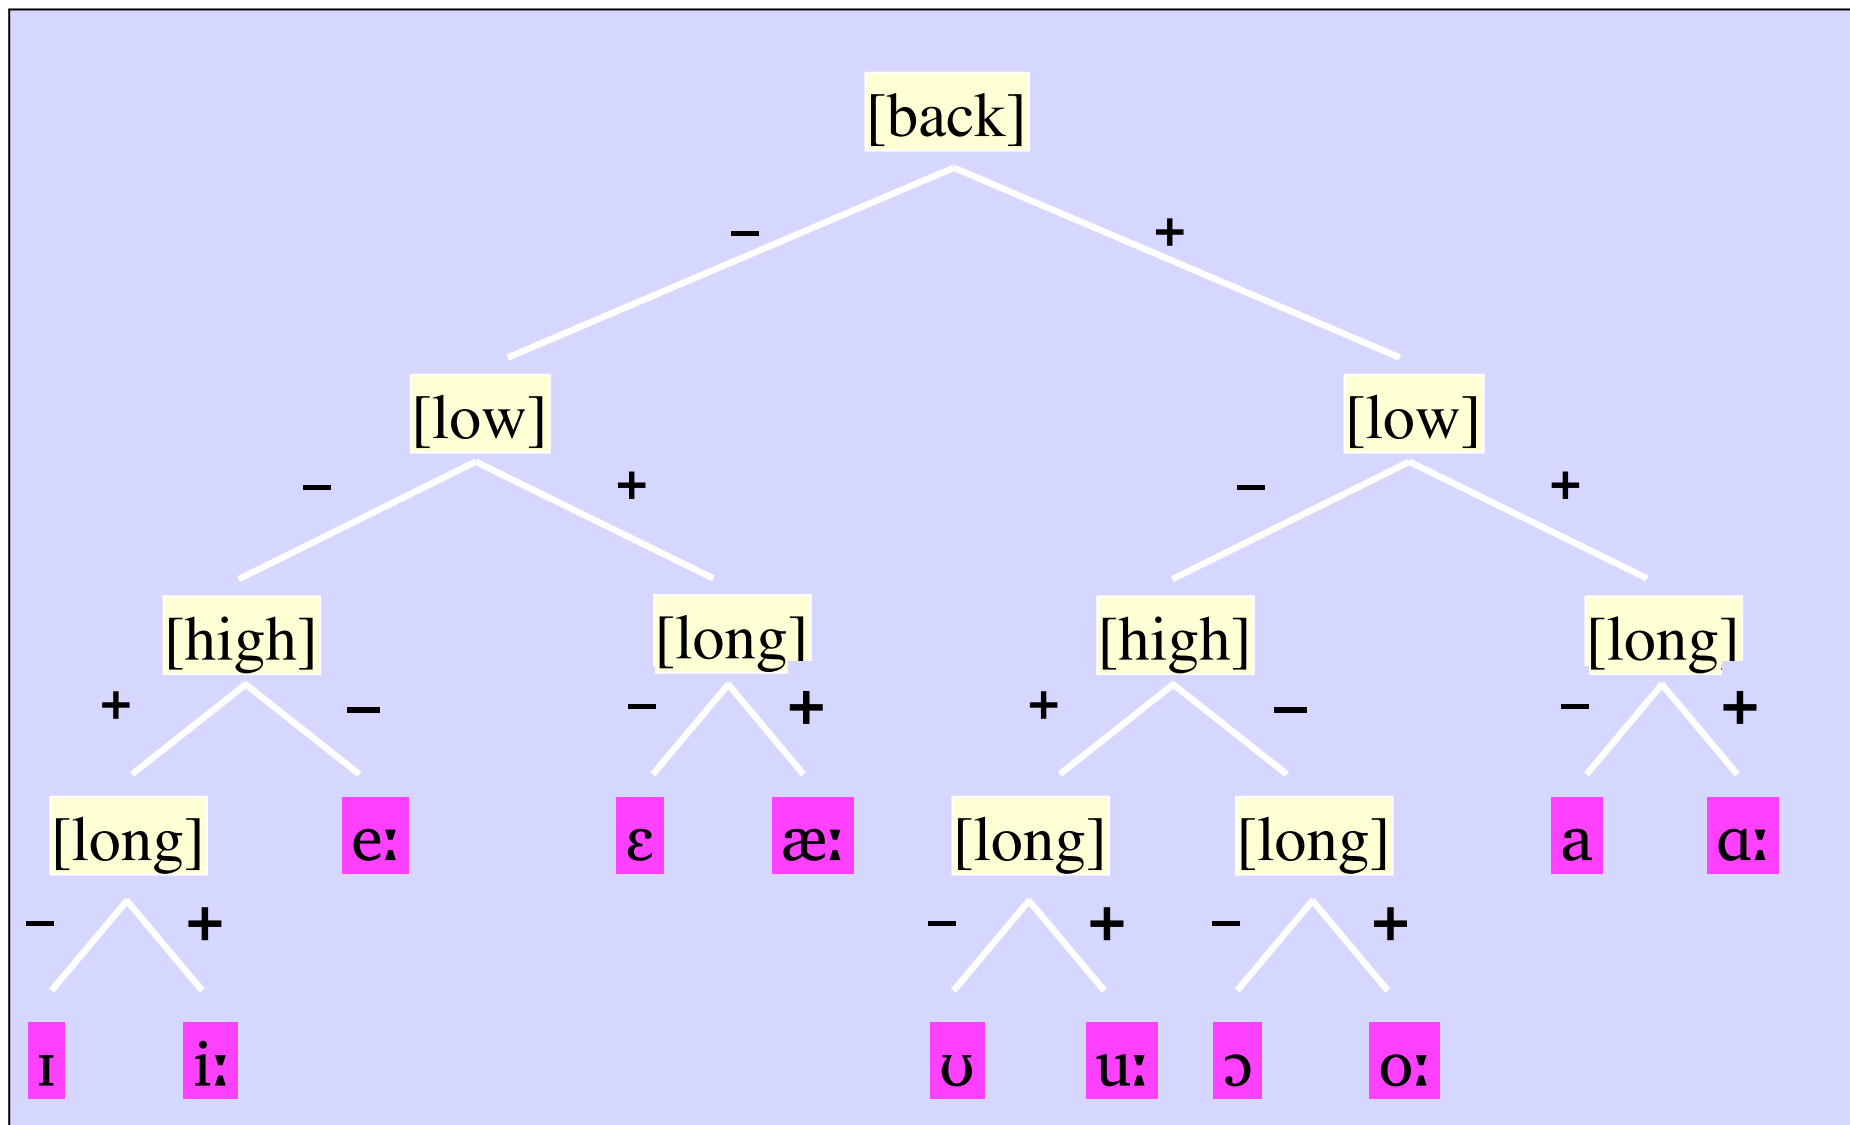 [back]
– +
[low] [low]
– + – +
[high] [long] [high] [long]
+ – – + + – – +
[long] eː ɛ æː [long] [long] a ɑː
– + – + – +
ɪ iː ʊ uː ɔ oː